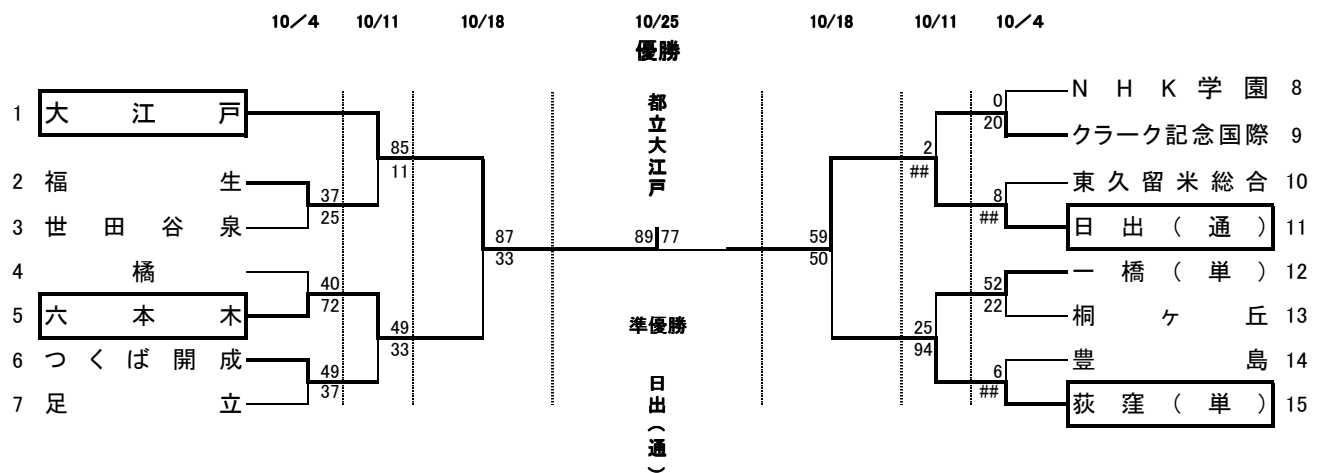 10／4 10/11 10/18 10/25 10/18 10/11 10/4
優勝
都立大江戸
1 大江戸
2 福生
3 世田谷泉
4 橘
5 六本木
6 つくば開成
7 足立
85
11
37
25
40
72
49
33
49
37
87
33
89 77
準優勝
日出（通）
59
50
2
##
25
94
0
20
8
##
52
22
6
##
NHK学園 8
クラーク記念国際 9
東久留米総合 10
日出（通） 11
一橋（単） 12
桐ヶ丘 13
豊島 14
荻窪（単） 15